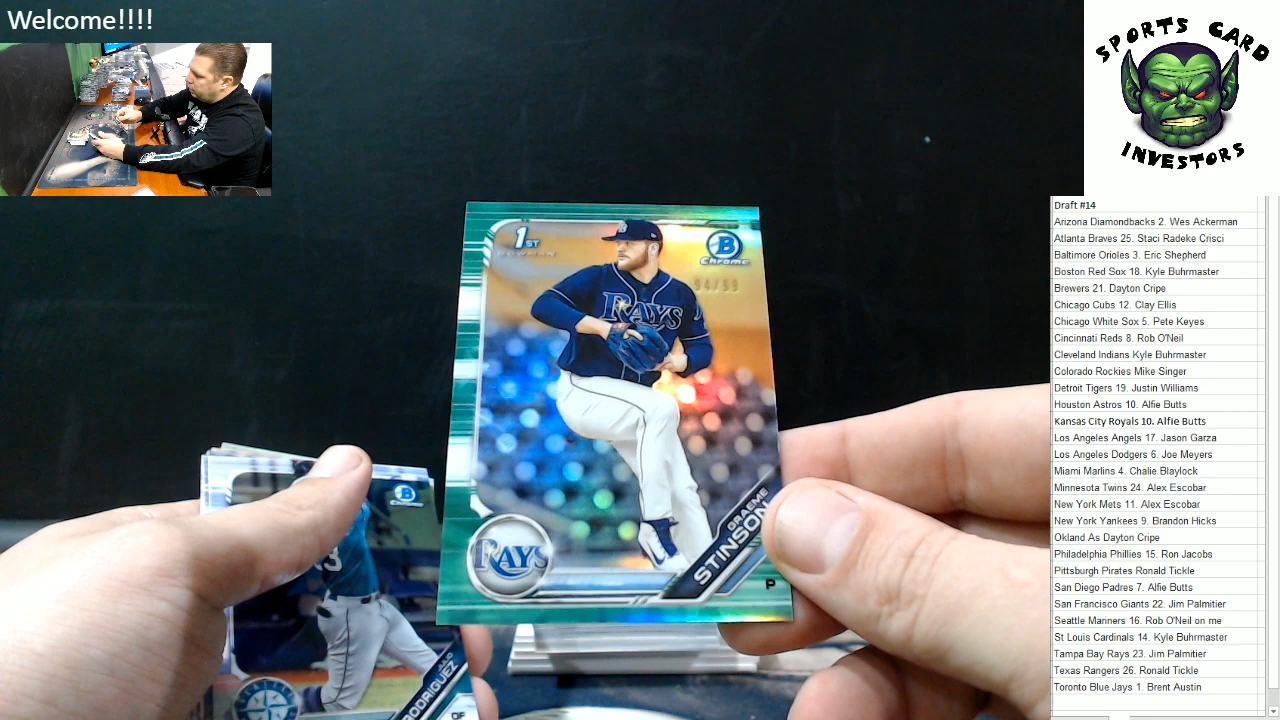 Welcome!!!!
SPORTS CARD
INVESTORS
Draft #14
Arizona Diamondbacks 2. Wes Ackerman
Atlanta Braves 25. Staci Radeke Crisci
Baltimore Orioles 3. Eric Shepherd
Boston Red Sox 18. Kyle Buhrmaster
Brewers 21. Dayton Cripe
Chicago Cubs 12. Clay Ellis
Chicago White Sox 5. Pete Keyes
Cincinnati Reds 8. Rob O'Neil
Cleveland Indians Kyle Buhrmaster
Colorado Rockies Mike Singer
Detroit Tigers 19. Justin Williams
Houston Astros 10. Alfie Butts
Kansas City Royals 10. Alfie Butts
Los Angeles Angels 17. Jason Garza
Los Angeles Dodgers 6. Joe Meyers
Miami Marlins 4. Chalie Blaylock
Minnesota Twins 24. Alex Escobar
New York Mets 11. Alex Escobar
New York Yankees 9. Brandon Hicks
Okland As Dayton Cripe
Philadelphia Phillies 15. Ron Jacobs
Pittsburgh Pirates Ronald Tickle
San Diego Padres 7. Alfie Butts
San Francisco Giants 22. Jim Palmitier
Seattle Mariners 16. Rob O'Neil on me
St Louis Cardinals 14. Kyle Buhrmaster
Tampa Bay Rays 23. Jim Palmitier
Texas Rangers 26. Ronald Tickle
Toronto Blue Jays 1. Brent Austin
1ST
BOWMAN
B
Chrome
94/99
RAYS
RAYS
GRAEME
STINSON
P
Chrome
JULIO
RODRIGUEZ
OF